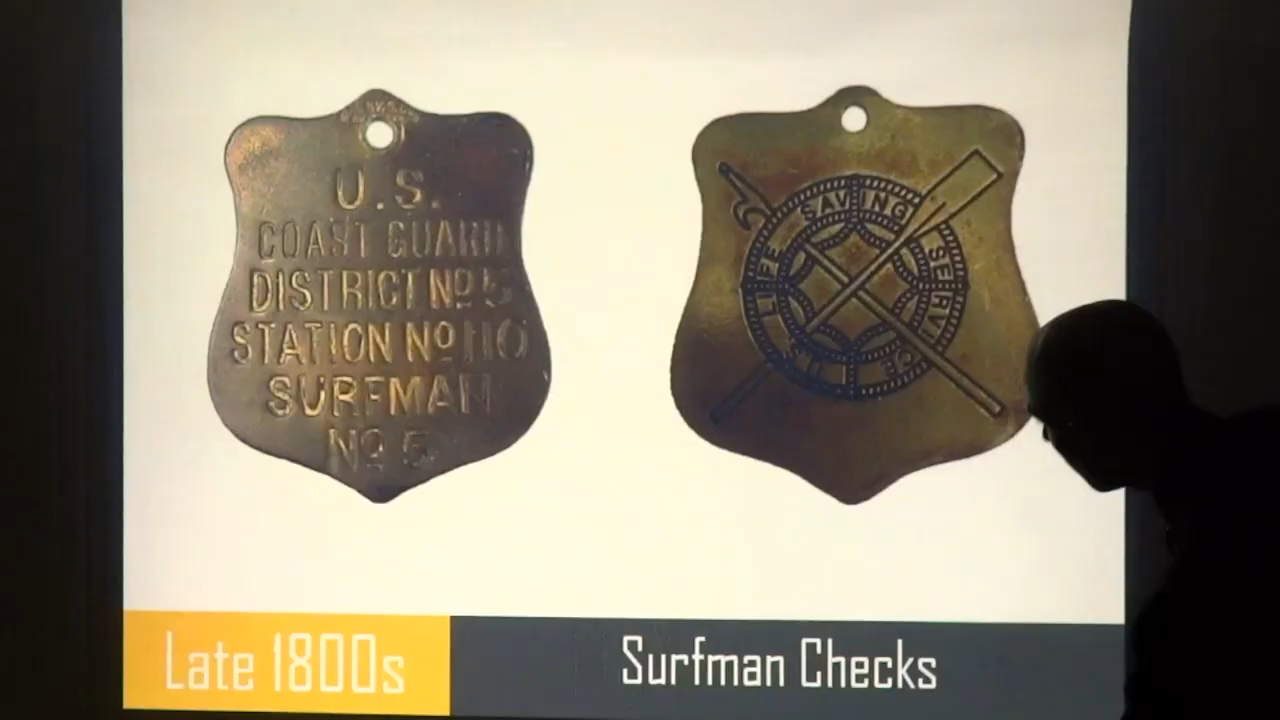 U.S.
COAST GUARD
DISTRICT No 5
STATION No 110
SURFMAN
No 5
LIFE SAVING SERVICE
U.S.
Late 1800s
Surfman Checks